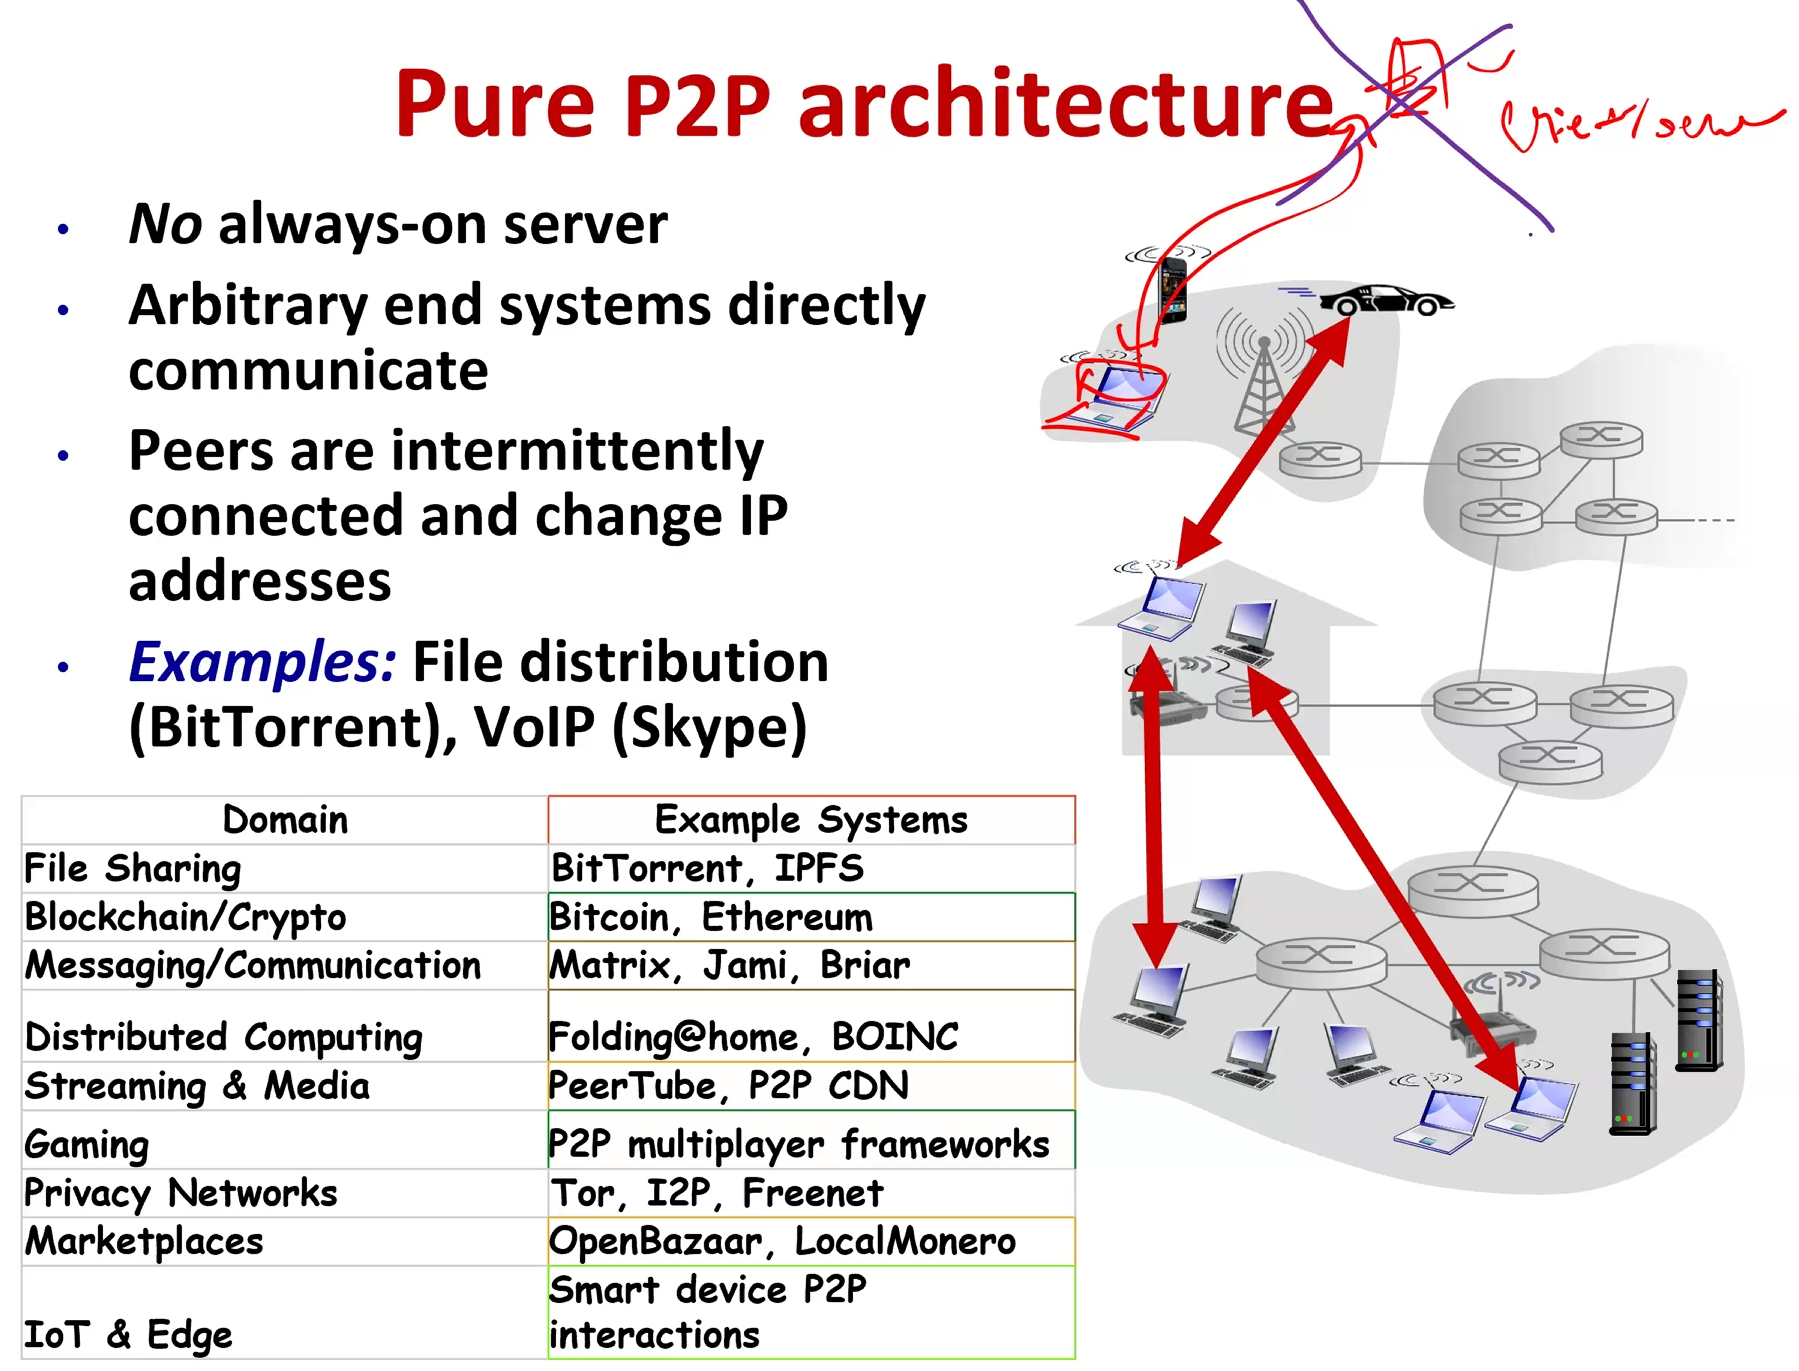 Pure P2P architecture
Client/server
• No always-on server
• Arbitrary end systems directly
communicate
• Peers are intermittently
connected and change IP
addresses
• Examples: File distribution
(BitTorrent), VoIP (Skype)
Domain Example Systems
File Sharing BitTorrent, IPFS
Blockchain/Crypto Bitcoin, Ethereum
Messaging/Communication Matrix, Jami, Briar
Distributed Computing Folding@home, BOINC
Streaming & Media PeerTube, P2P CDN
Gaming P2P multiplayer frameworks
Privacy Networks Tor, I2P, Freenet
Marketplaces OpenBazaar, LocalMonero
Smart device P2P
IoT & Edge interactions